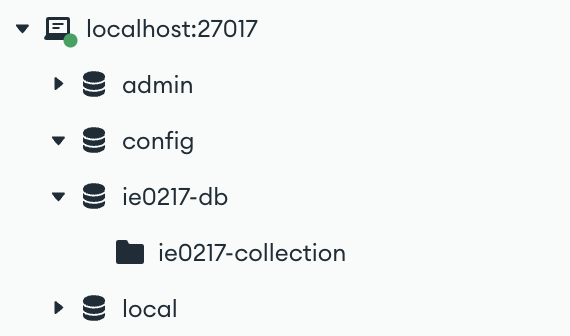 localhost:27017
admin
config
ie0217-db
ie0217-collection
local